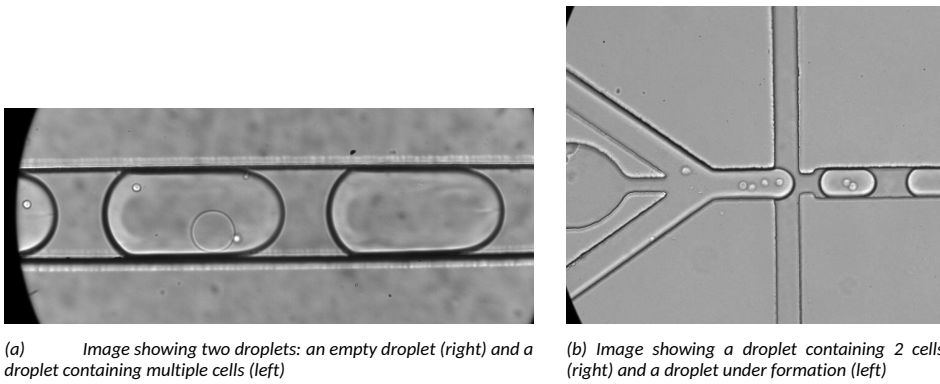 (a) Image showing two droplets: an empty droplet (right) and a
droplet containing multiple cells (left)
(b) Image showing a droplet containing 2 cells
(right) and a droplet under formation (left)